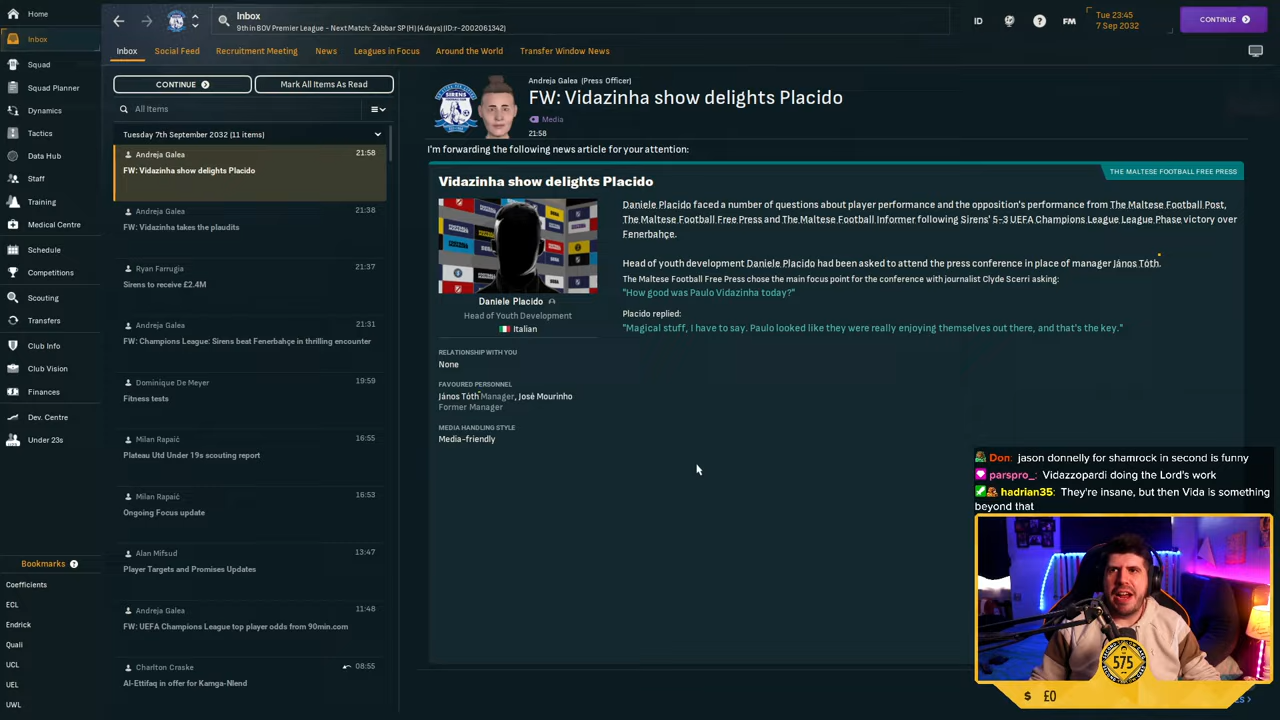 Home
Inbox
Squad
Squad Planner
Dynamics
Tactics
Data Hub
Staff
Training
Medical Centre
Schedule
Competitions
Scouting
Transfers
Club Info
Club Vision
Finances
Dev. Centre
Under 23s
Bookmarks ?
Coefficients
ECL
Endrick
Quali
UCL
UEL
UWL
Inbox
9th in BOV Premier League - Next Match: Żabbar SP (H) (4 days) (ID:r-2002061342)
ID
?
FM
Tue 23:45
7 Sep 2032
CONTINUE
Inbox
Social Feed
Recruitment Meeting
News
Leagues in Focus
Around the World
Transfer Window News
CONTINUE
Mark All Items As Read
All Items
Tuesday 7th September 2032 (11 items)
Andreja Galea 21:58
FW: Vidazinha show delights Placido
Andreja Galea 21:38
FW: Vidazinha takes the plaudits
Ryan Farrugia 21:37
Sirens to receive £2.4M
Andreja Galea 21:31
FW: Champions League: Sirens beat Fenerbahçe in thrilling encounter
Dominique De Meyer 19:59
Fitness tests
Milan Rapaić 16:55
Plateau Utd Under 19s scouting report
Milan Rapaić 16:53
Ongoing Focus update
Alan Mifsud 13:47
Player Targets and Promises Updates
Andreja Galea 11:48
FW: UEFA Champions League top player odds from 90min.com
Charlton Craske 08:55
Al-Ettifaq in offer for Kamga-Nlend
SIRENS
Andreja Galea (Press Officer)
FW: Vidazinha show delights Placido
Media
21:58
I'm forwarding the following news article for your attention:
THE MALTESE FOOTBALL FREE PRESS
Vidazinha show delights Placido
Daniele Placido
Head of Youth Development
Italian
RELATIONSHIP WITH YOU
None
FAVOURED PERSONNEL
János Tóth Manager, José Mourinho
Former Manager
MEDIA HANDLING STYLE
Media-friendly
Daniele Placido faced a number of questions about player performance and the opposition's performance from The Maltese Football Post,
The Maltese Football Free Press and The Maltese Football Informer following Sirens' 5-3 UEFA Champions League League Phase victory over
Fenerbahçe.
Head of youth development Daniele Placido had been asked to attend the press conference in place of manager János Tóth.
The Maltese Football Free Press chose the main focus point for the conference with journalist Clyde Scerri asking:
"How good was Paulo Vidazinha today?"
Placido replied:
"Magical stuff, I have to say. Paulo looked like they were really enjoying themselves out there, and that's the key."
Don: jason donnelly for shamrock in second is funny
parspro_: Vidazzopardi doing the Lord's work
hadrian35: They're insane, but then Vida is something
beyond that
575
$ £0